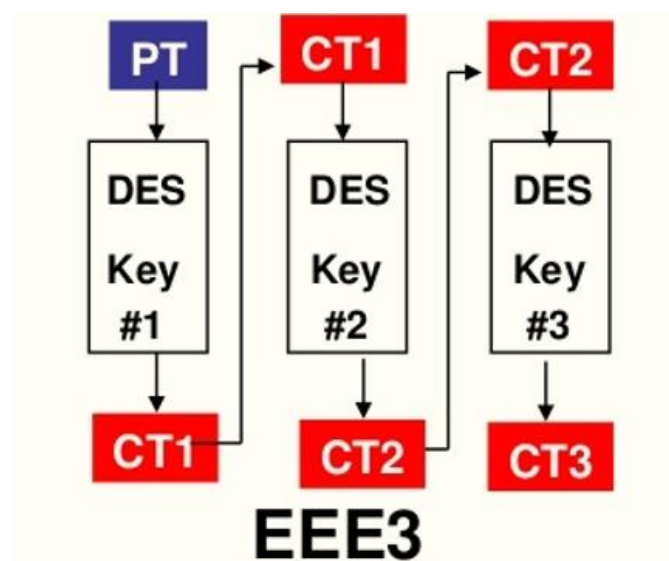 PT
DES
Key
#1
CT1
CT1
DES
Key
#2
CT2
CT2
DES
Key
#3
CT3
EEE3